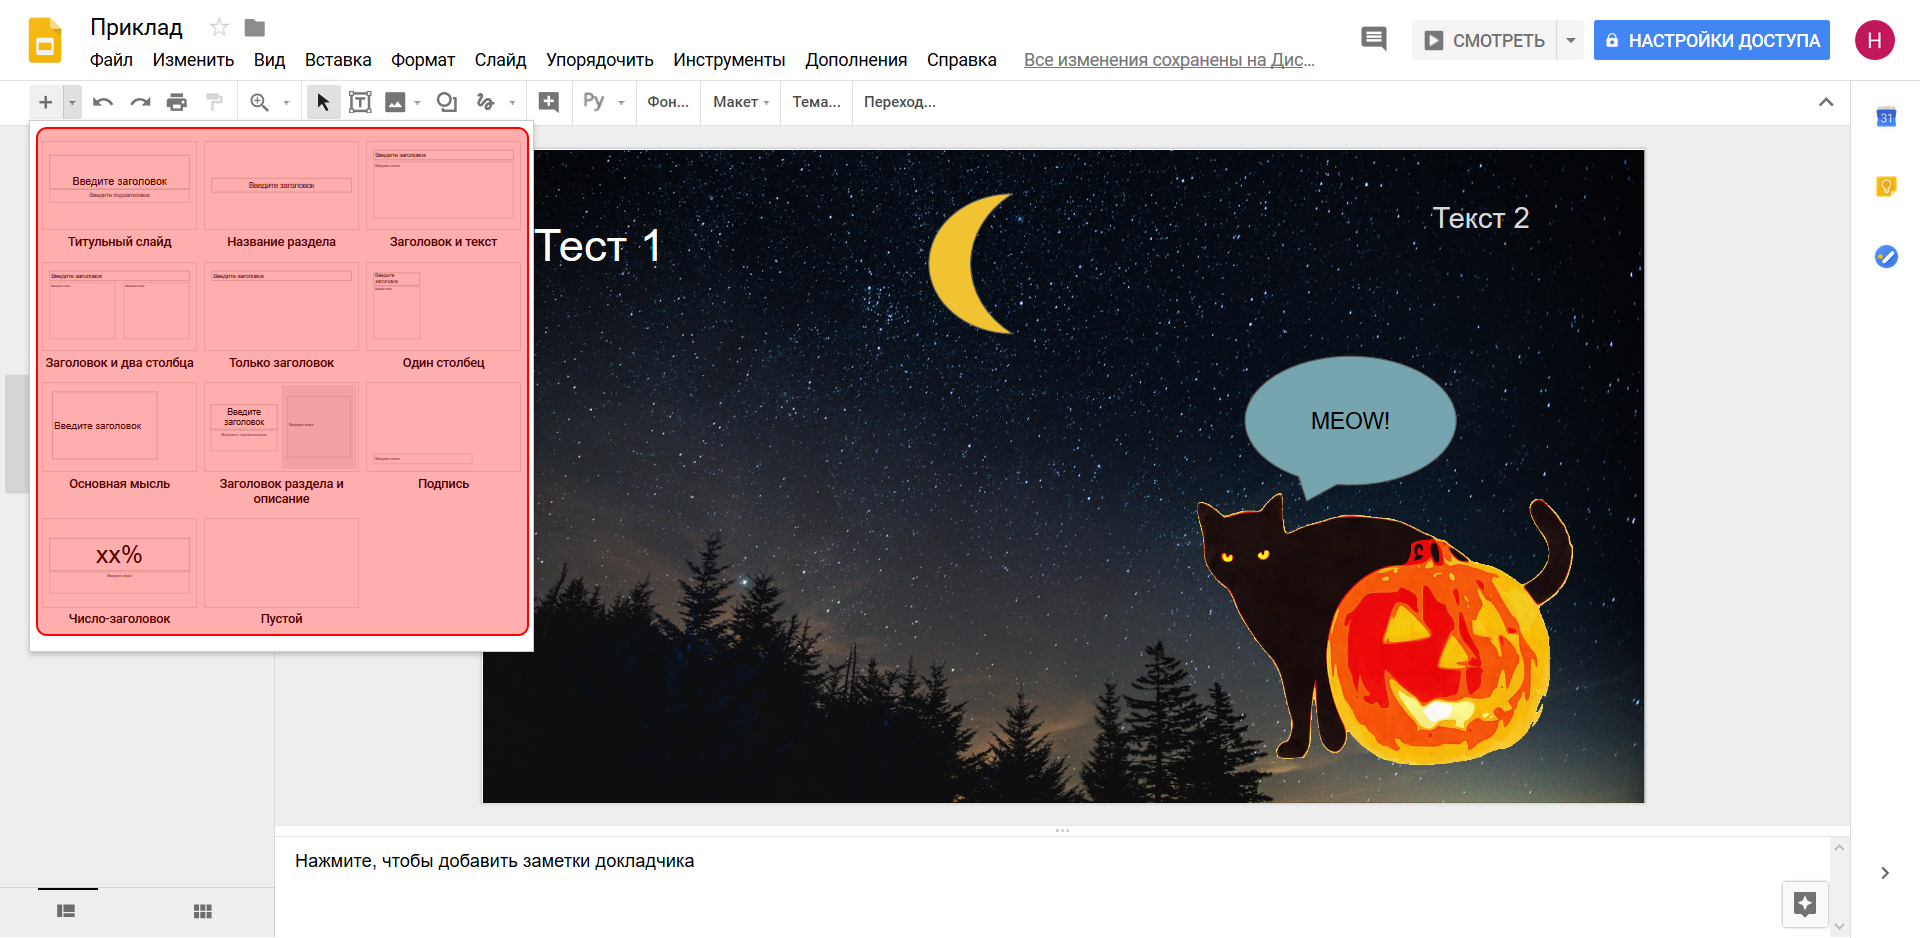 Приклад
Файл Изменить Вид Вставка Формат Слайд Упорядочить Инструменты Дополнения Справка Все изменения сохранены на Дис...
СМОТРЕТЬ
НАСТРОЙКИ ДОСТУПА
Н
Ру Фон... Макет Тема... Переход...
31
Введите заголовок
Введите подзаголовок
Титульный слайд
Введите заголовок
Название раздела
Введите заголовок
Заголовок и текст
Введите заголовок
Заголовок и два столбца
Введите заголовок
Только заголовок
Введите
заголовок
Один столбец
Введите заголовок
Основная мысль
Введите
заголовок
Заголовок раздела и
описание
Подпись
xx%
Число-заголовок
Пустой
Тест 1
Текст 2
MEOW!
Нажмите, чтобы добавить заметки докладчика